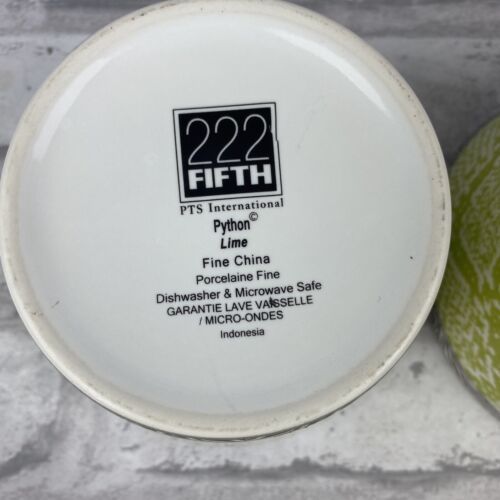 222
FIFTH
PTS International
Python©
Lime
Fine China
Porcelaine Fine
Dishwasher & Microwave Safe
GARANTIE LAVE VAISSELLE
/ MICRO-ONDES
Indonesia